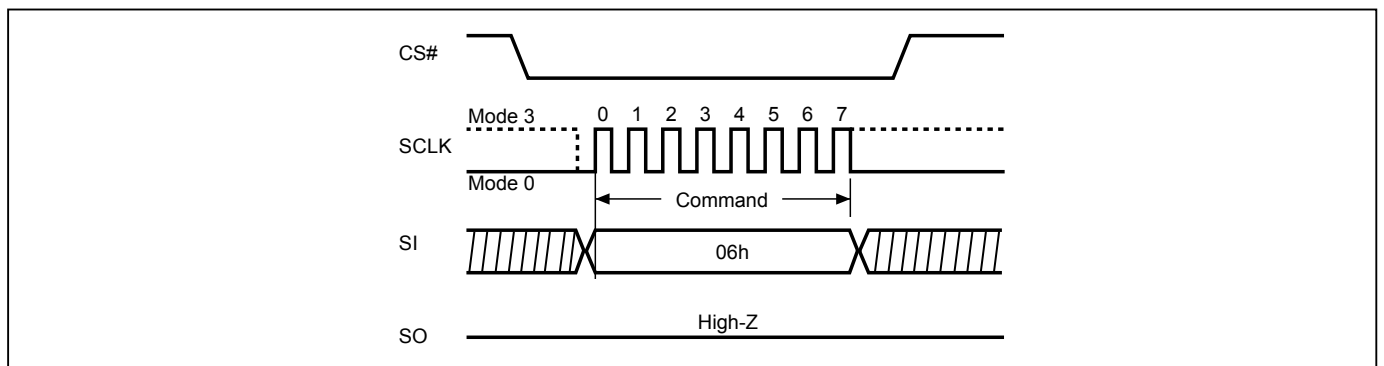 CS#
Mode 3 0 1 2 3 4 5 6 7
SCLK
Mode 0
Command
SI 06h
High-Z
SO